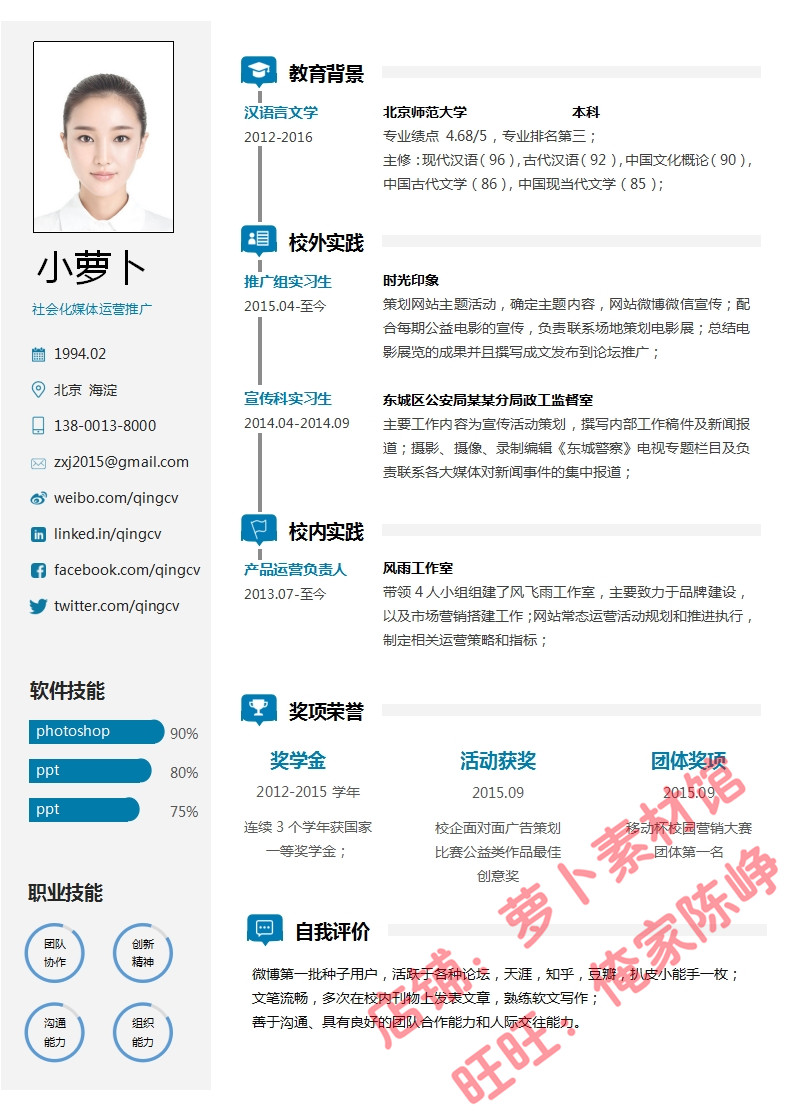 小萝卜
社会化媒体运营推广
1994.02
北京 海淀
138-0013-8000
zxj2015@gmail.com
weibo.com/qingcv
linked.in/qingcv
facebook.com/qingcv
twitter.com/qingcv
软件技能
photoshop 90%
ppt 80%
ppt 75%
职业技能
团队
协作
创新
精神
沟通
能力
组织
能力
教育背景
汉语言文学
2012-2016
北京师范大学 本科
专业绩点 4.68/5，专业排名第三；
主修：现代汉语（96），古代汉语（92），中国文化概论（90），
中国古代文学（86），中国现当代文学（85）；
校外实践
推广组实习生
2015.04-至今
时光印象
策划网站主题活动，确定主题内容，网站微博微信宣传；配
合每期公益电影的宣传，负责联系场地策划电影展；总结电
影展览的成果并且撰写成文发布到论坛推广；
宣传科实习生
2014.04-2014.09
东城区公安局某某分局政工监督室
主要工作内容为宣传活动策划，撰写内部工作稿件及新闻报
道；摄影、摄像、录制编辑《东城警察》电视专题栏目及负
责联系各大媒体对新闻事件的集中报道；
校内实践
产品运营负责人
2013.07-至今
风雨工作室
带领 4 人小组组建了风飞雨工作室，主要致力于品牌建设，
以及市场营销搭建工作；网站常态运营活动规划和推进执行，
制定相关运营策略和指标；
奖项荣誉
奖学金
2012-2015 学年
连续 3 个学年获国家
一等奖学金；
活动获奖
2015.09
校企面对面广告策划
比赛公益类作品最佳
创意奖
团体奖项
2015.09
移动杯校园营销大赛
团体第一名
自我评价
微博第一批种子用户，活跃于各种论坛，天涯，知乎，豆瓣，扒皮小能手一枚；
文笔流畅，多次在校内刊物上发表文章，熟练软文写作；
善于沟通、具有良好的团队合作能力和人际交往能力。
店铺：萝卜素材馆
旺旺：俺家陈峥